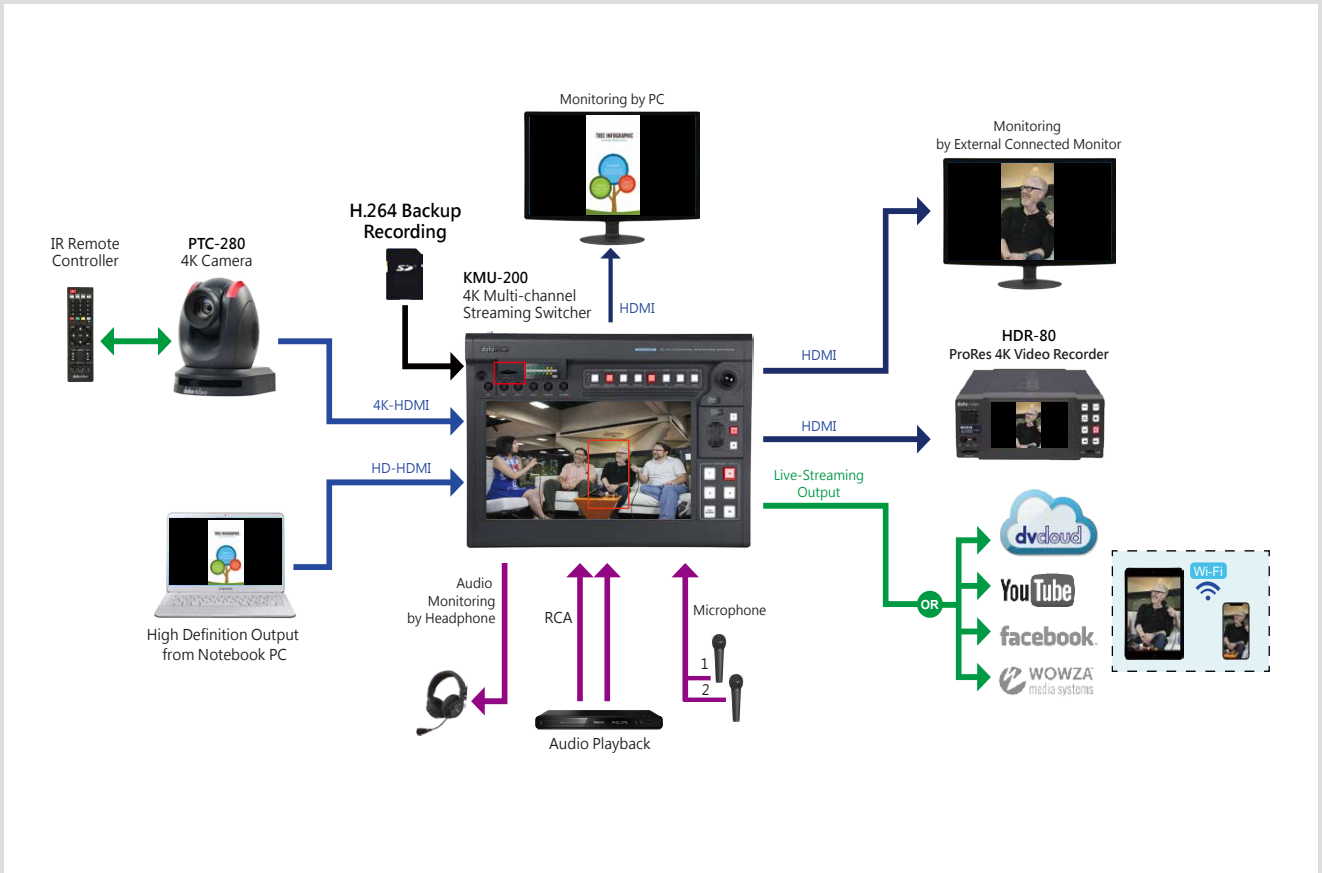 Monitoring by PC
TREE INFOGRAPHIC
Monitoring
by External Connected Monitor
H.264 Backup
Recording
IR Remote
Controller
PTC-280
4K Camera
KMU-200
4K Multi-channel
Streaming Switcher
HDMI
HDMI
HDR-80
ProRes 4K Video Recorder
4K-HDMI
HDMI
HD-HDMI
Live-Streaming
Output
dvcloud
Wi-Fi
YouTube
OR
facebook
WOWZA
media systems
Audio
Monitoring
by Headphone
RCA
Microphone
1
2
High Definition Output
from Notebook PC
Audio Playback